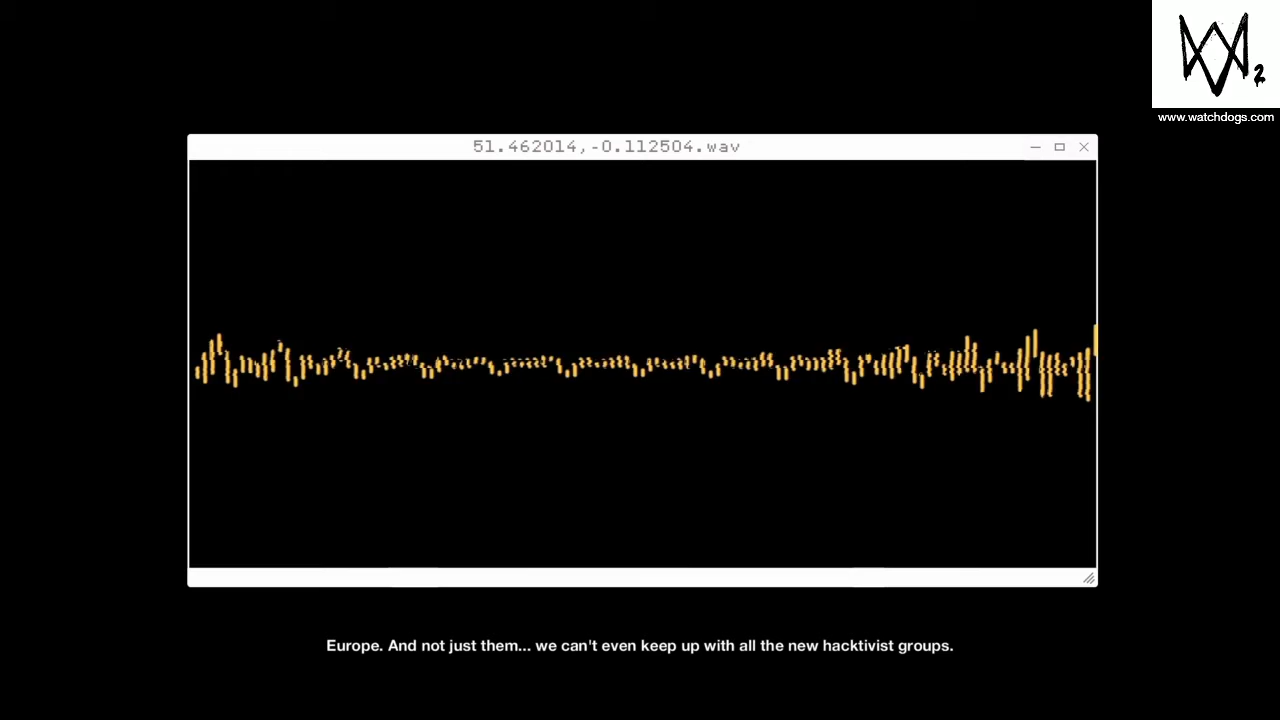 2
www.watchdogs.com
51.462014,-0.112504.wav
Europe. And not just them... we can't even keep up with all the new hacktivist groups.